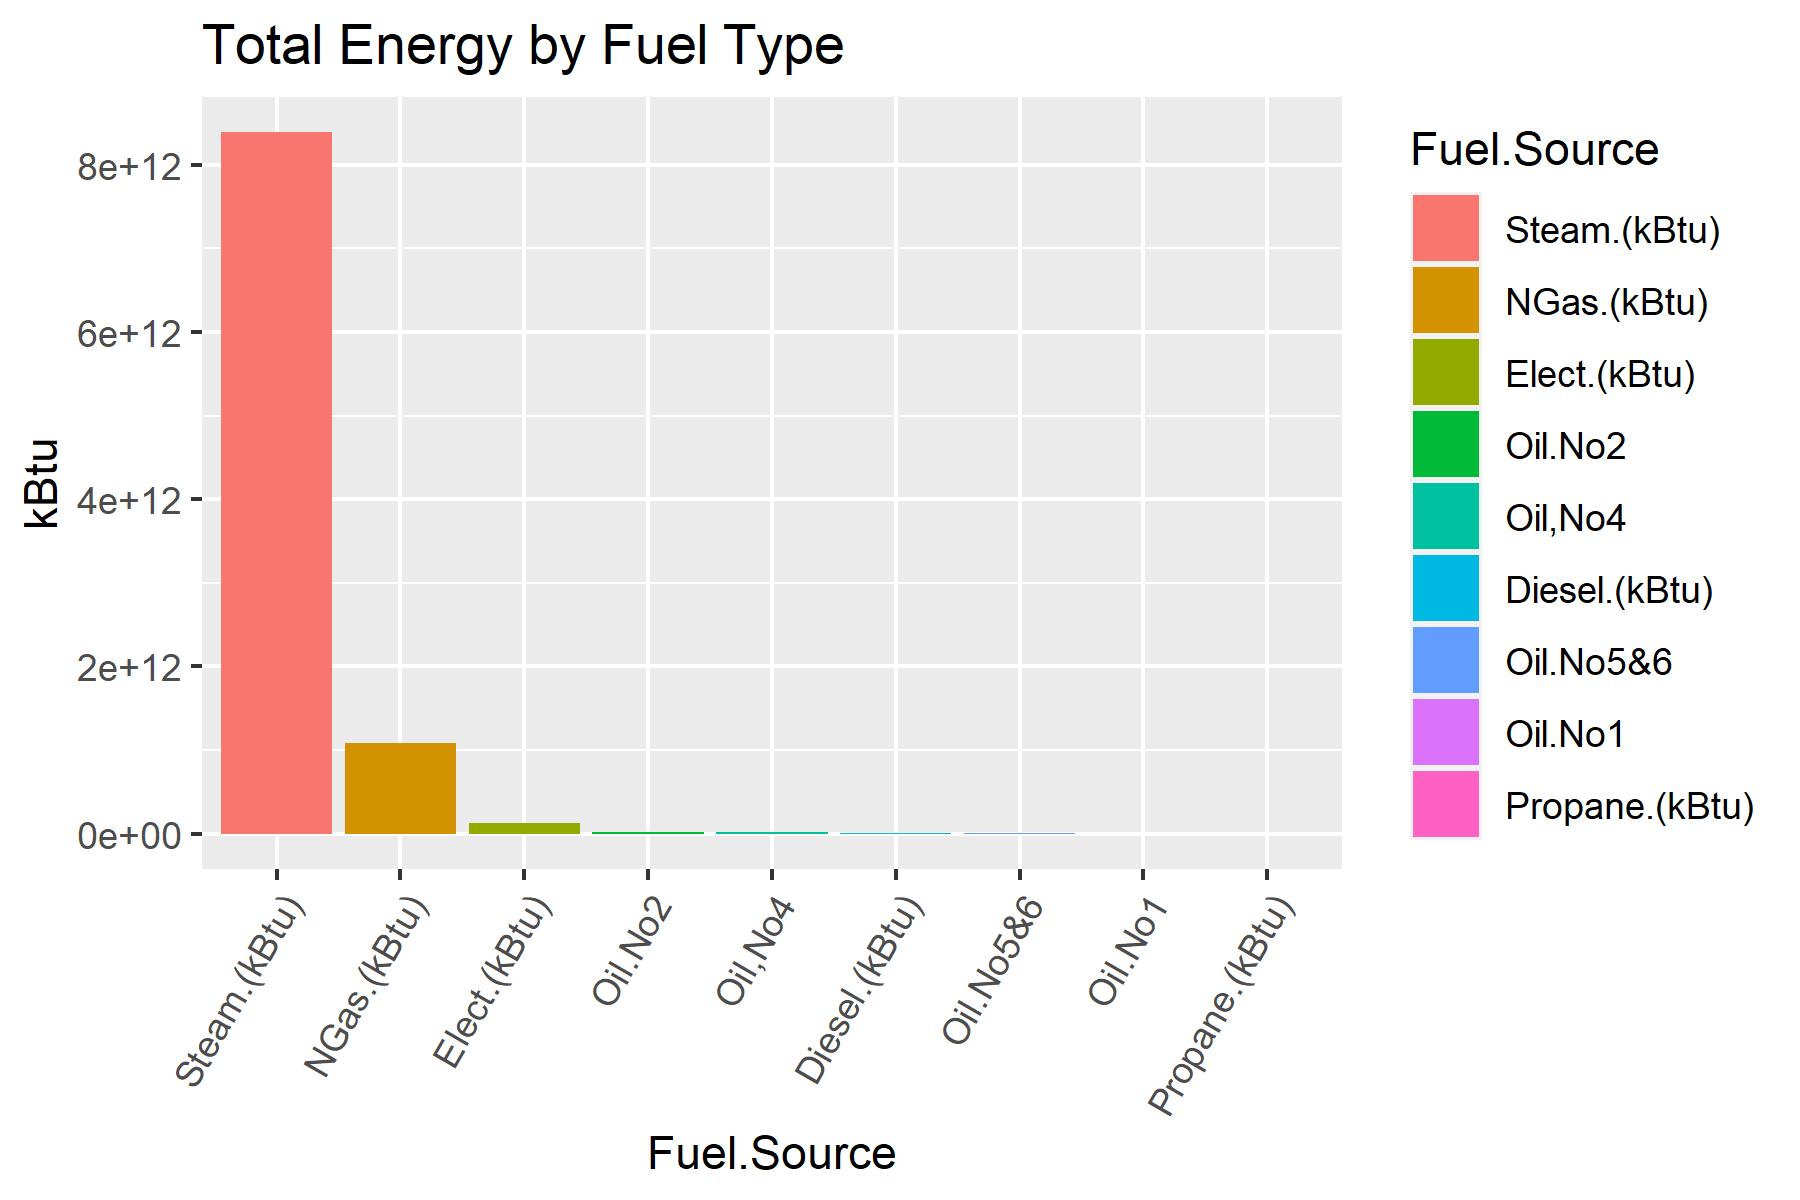 Total Energy by Fuel Type
kBtu
8e+12
6e+12
4e+12
2e+12
0e+00
Steam.(kBtu)
NGas.(kBtu)
Elect.(kBtu)
Oil.No2
Oil,No4
Diesel.(kBtu)
Oil.No5&6
Oil.No1
Propane.(kBtu)
Fuel.Source
Fuel.Source
Steam.(kBtu)
NGas.(kBtu)
Elect.(kBtu)
Oil.No2
Oil,No4
Diesel.(kBtu)
Oil.No5&6
Oil.No1
Propane.(kBtu)